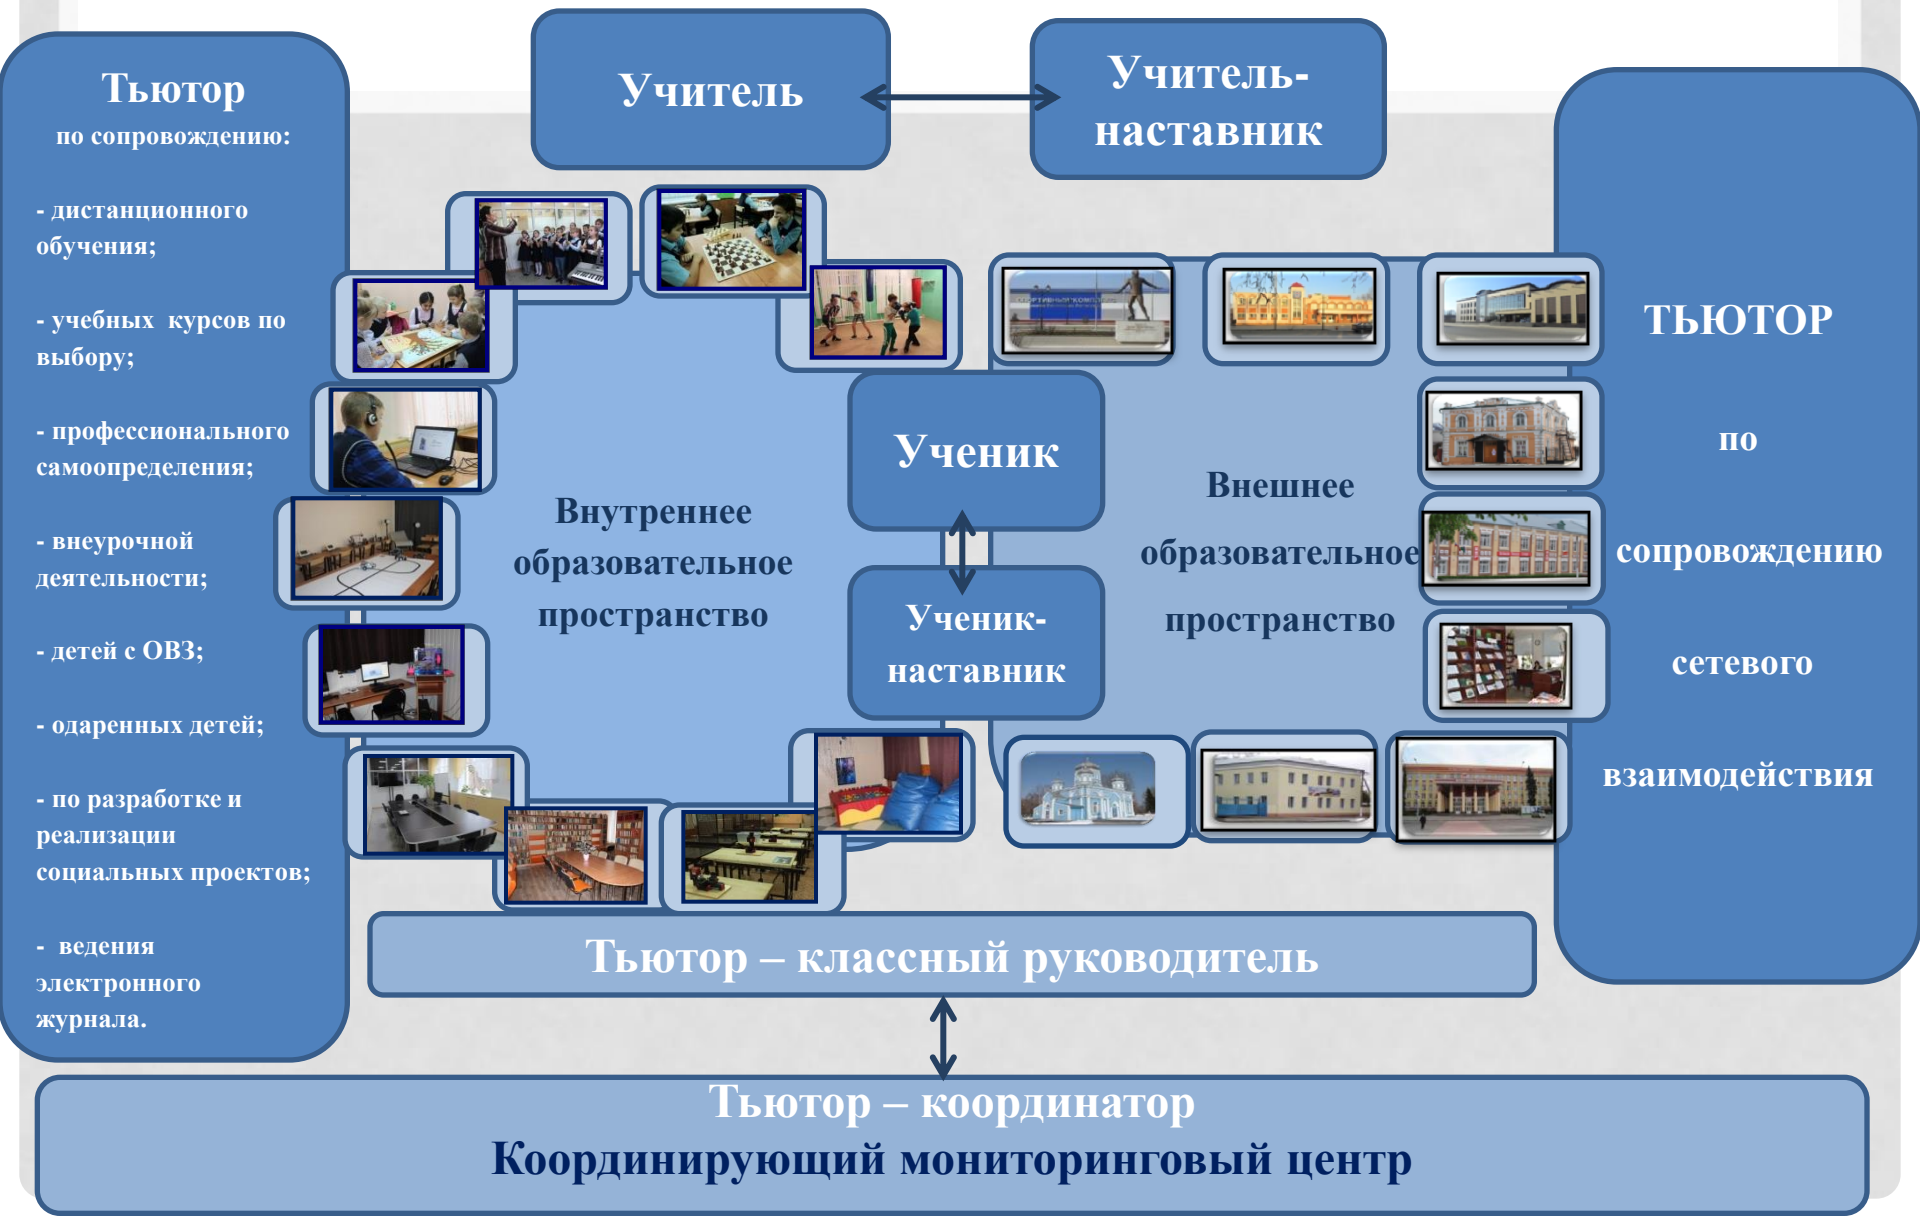 Тьютор
по сопровождению:
- дистанционного
обучения;
- учебных курсов по
выбору;
- профессионального
самоопределения;
- внеурочной
деятельности;
- детей с ОВЗ;
- одаренных детей;
- по разработке и
реализации
социальных проектов;
- ведения
электронного
журнала.
Учитель
Учитель-
наставник
Ученик
Ученик-
наставник
Внутреннее
образовательное
пространство
Внешнее
образовательное
пространство
СПОРТИВНЫЙ КОМПЛЕКС
ТЬЮТОР
по
сопровождению
сетевого
взаимодействия
Тьютор – классный руководитель
Тьютор – координатор
Координирующий мониторинговый центр